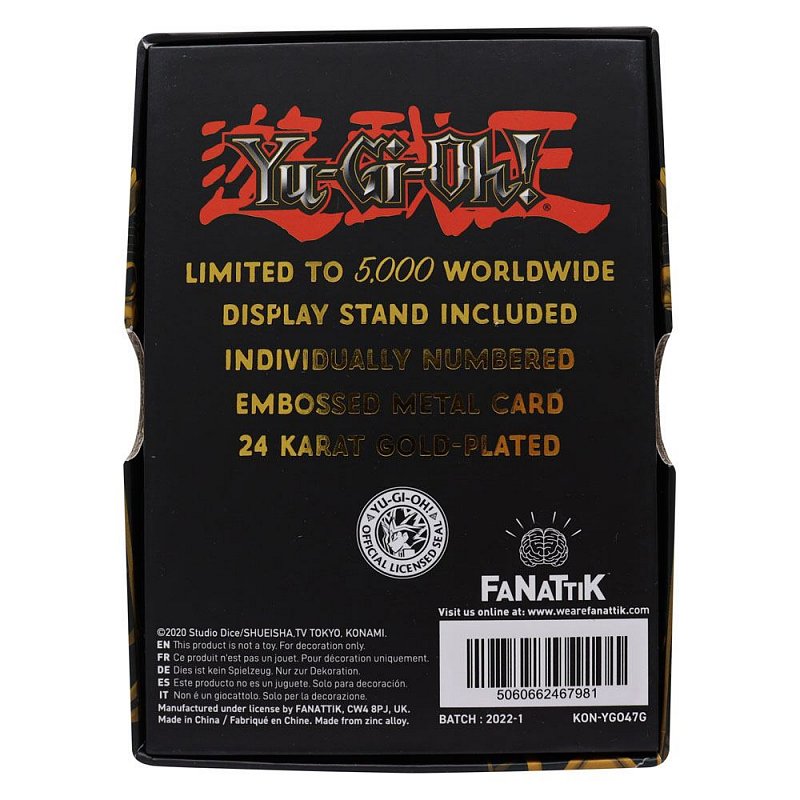 遊戯王
Yu-Gi-Oh!
®
LIMITED TO 5,000 WORLDWIDE
DISPLAY STAND INCLUDED
INDIVIDUALLY NUMBERED
EMBOSSED METAL CARD
24 KARAT GOLD-PLATED
YU-GI-OH!
OFFICIAL LICENSED SEAL
FANATTIK
Visit us online at: www.wearefanattik.com
©2020 Studio Dice/SHUEISHA,TV TOKYO, KONAMI.
EN This product is not a toy. For decoration only.
FR Ce produit n'est pas un jouet. Pour décoration uniquement.
DE Dies ist kein Spielzeug. Nur zur Dekoration.
ES Este producto no es un juguete. Solo para decoración.
IT Non é un giocattolo. Solo per la decorazione.
Manufactured under license by FANATTIK, CW4 8PJ, UK.
Made in China / Fabriqué en Chine. Made from zinc alloy.
5060662467981
BATCH : 2022-1 KON-YGO47G